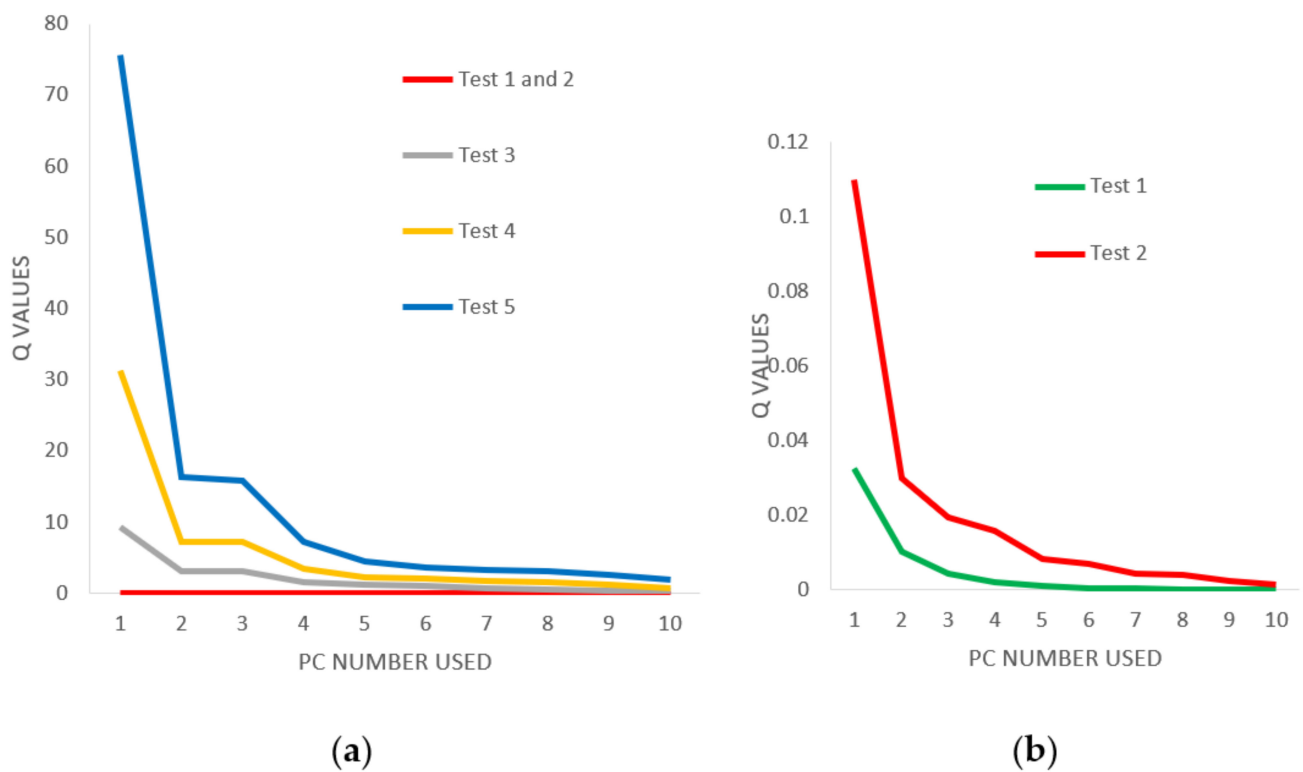 80
70
60
50
40
30
20
10
0
Q VALUES
1 2 3 4 5 6 7 8 9 10
PC NUMBER USED
Test 1 and 2
Test 3
Test 4
Test 5
(a)
0.12
0.1
0.08
0.06
0.04
0.02
0
Q VALUES
1 2 3 4 5 6 7 8 9 10
PC NUMBER USED
Test 1
Test 2
(b)